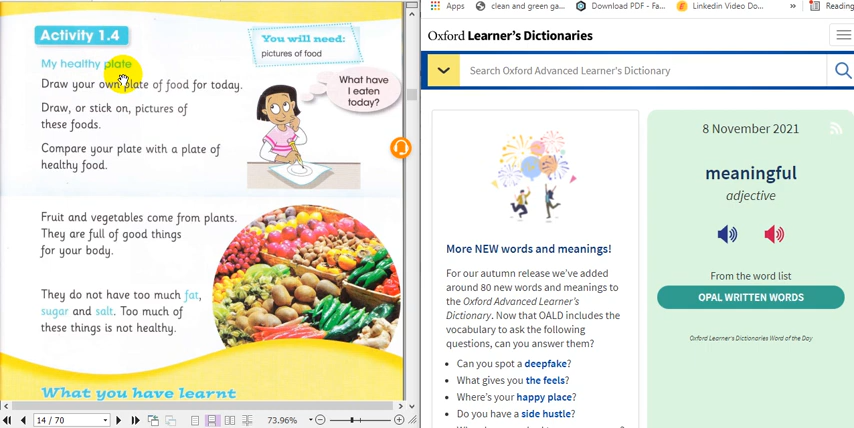 Activity 1.4
You will need:
pictures of food
My healthy plate
Draw your own plate of food for today.
Draw, or stick on, pictures of
these foods.
Compare your plate with a plate of
healthy food.
What have
I eaten
today?
Fruit and vegetables come from plants.
They are full of good things
for your body.
They do not have too much fat,
sugar and salt. Too much of
these things is not healthy.
What you have learnt
14 / 70
73.96%
Apps
clean and green ga...
Download PDF - Fa...
Linkedin Video Do...
»
Reading
Oxford Learner's Dictionaries
Search Oxford Advanced Learner's Dictionary
More NEW words and meanings!
For our autumn release we've added
around 80 new words and meanings to
the Oxford Advanced Learner's
Dictionary. Now that OALD includes the
vocabulary to ask the following
questions, can you answer them?
• Can you spot a deepfake?
• What gives you the feels?
• Where's your happy place?
• Do you have a side hustle?
8 November 2021
meaningful
adjective
From the word list
OPAL WRITTEN WORDS
Oxford Learner's Dictionaries Word of the Day